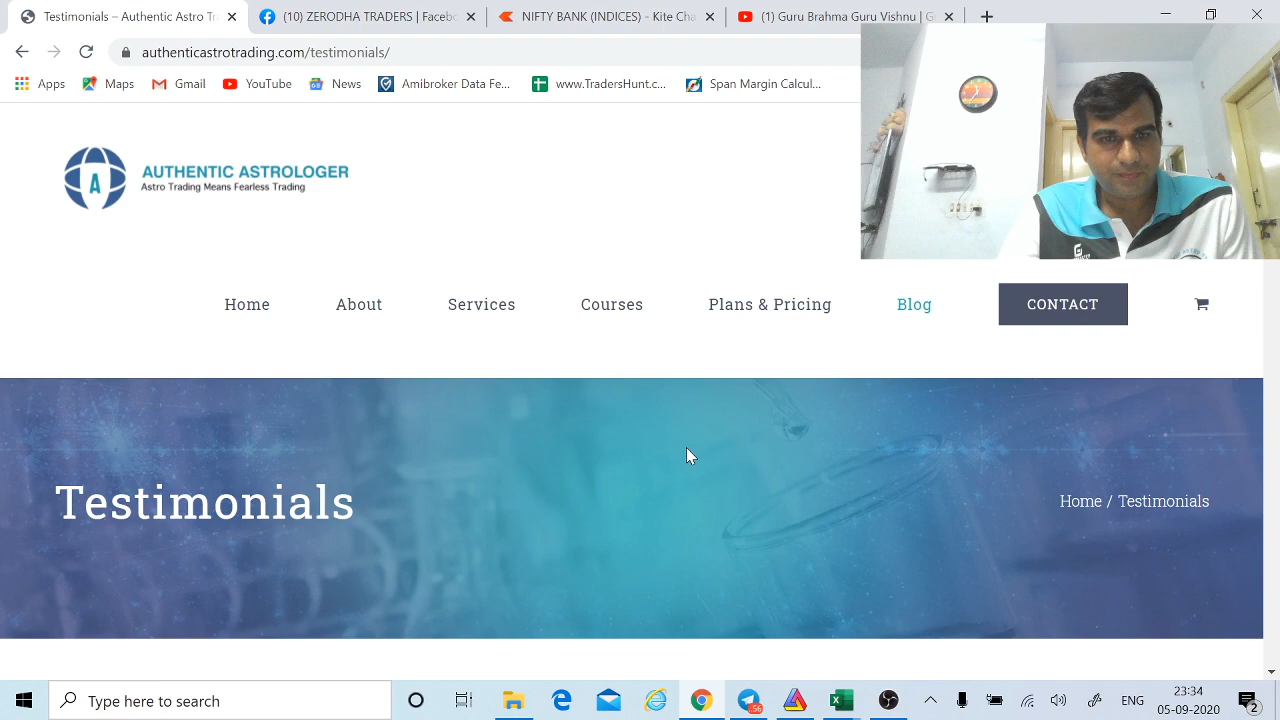 Testimonials – Authentic Astro Tr
(10) ZERODHA TRADERS | Faceb
NIFTY BANK (INDICES) - Kite Cha
(1) Guru Brahma Guru Vishnu | G
authenticastrotrading.com/testimonials/
Apps
Maps
Gmail
YouTube
News
Amibroker Data Fe...
www.TradersHunt.c...
Span Margin Calcul...
A
AUTHENTIC ASTROLOGER
Astro Trading Means Fearless Trading
Home
About
Services
Courses
Plans & Pricing
Blog
CONTACT
Testimonials
Home / Testimonials
Type here to search
.56
ENG
23:34
05-09-2020
2